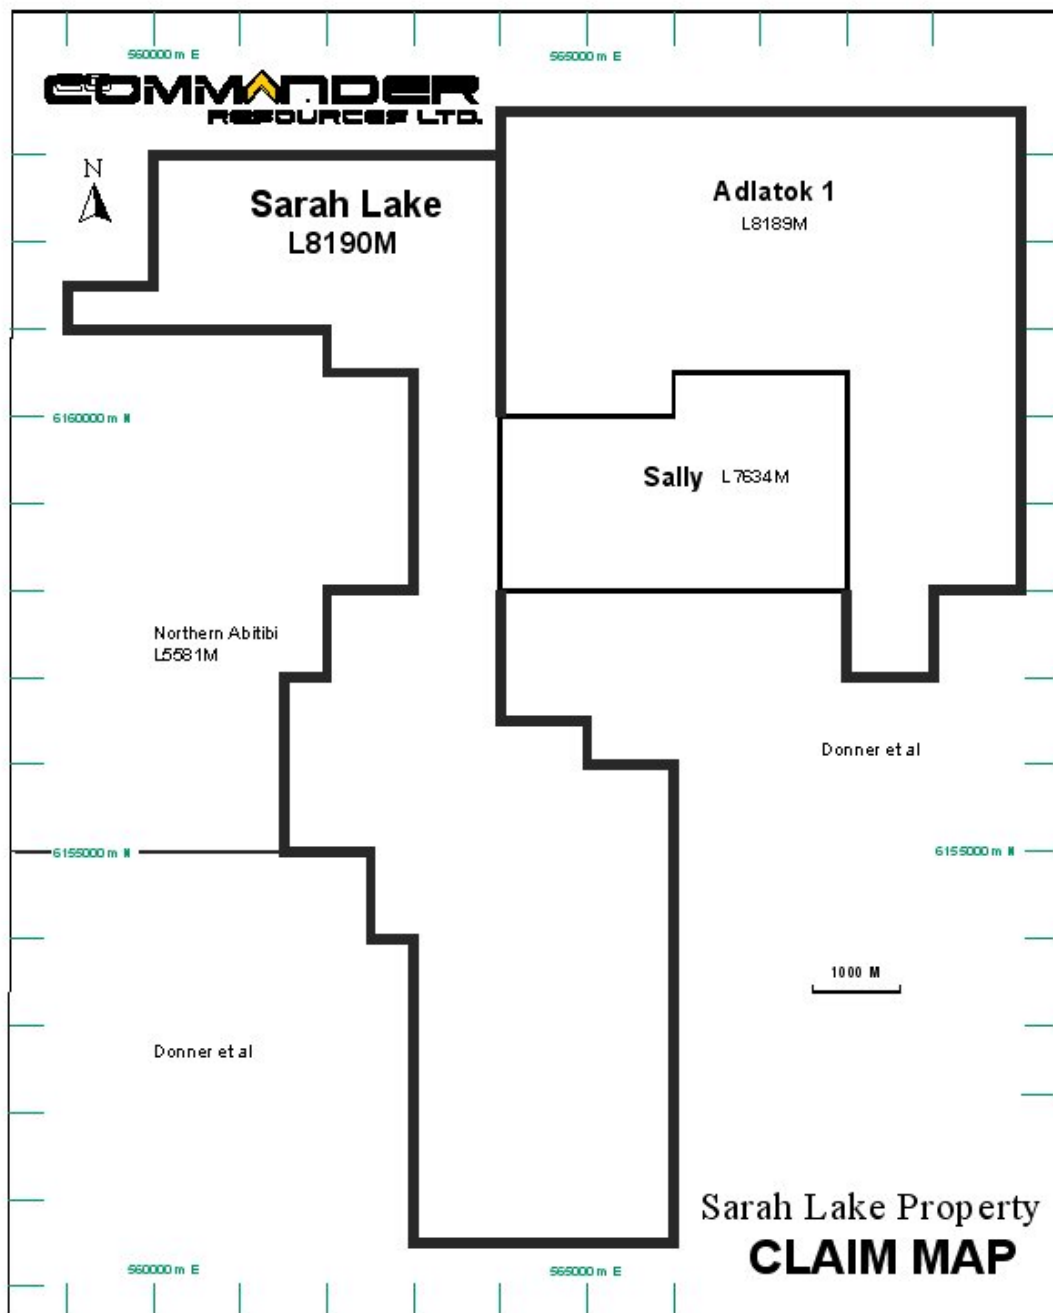 560000 m E
565000 m E
COMMANDER
RESOURCES LTD.
N
Sarah Lake
L8190M
Adlatok 1
L8189M
6160000 m N
Sally L7634M
Northern Abitibi
L5581M
Donner et al
6155000 m N
6155000 m N
1000 M
Donner et al
Sarah Lake Property
CLAIM MAP
560000 m E
565000 m E